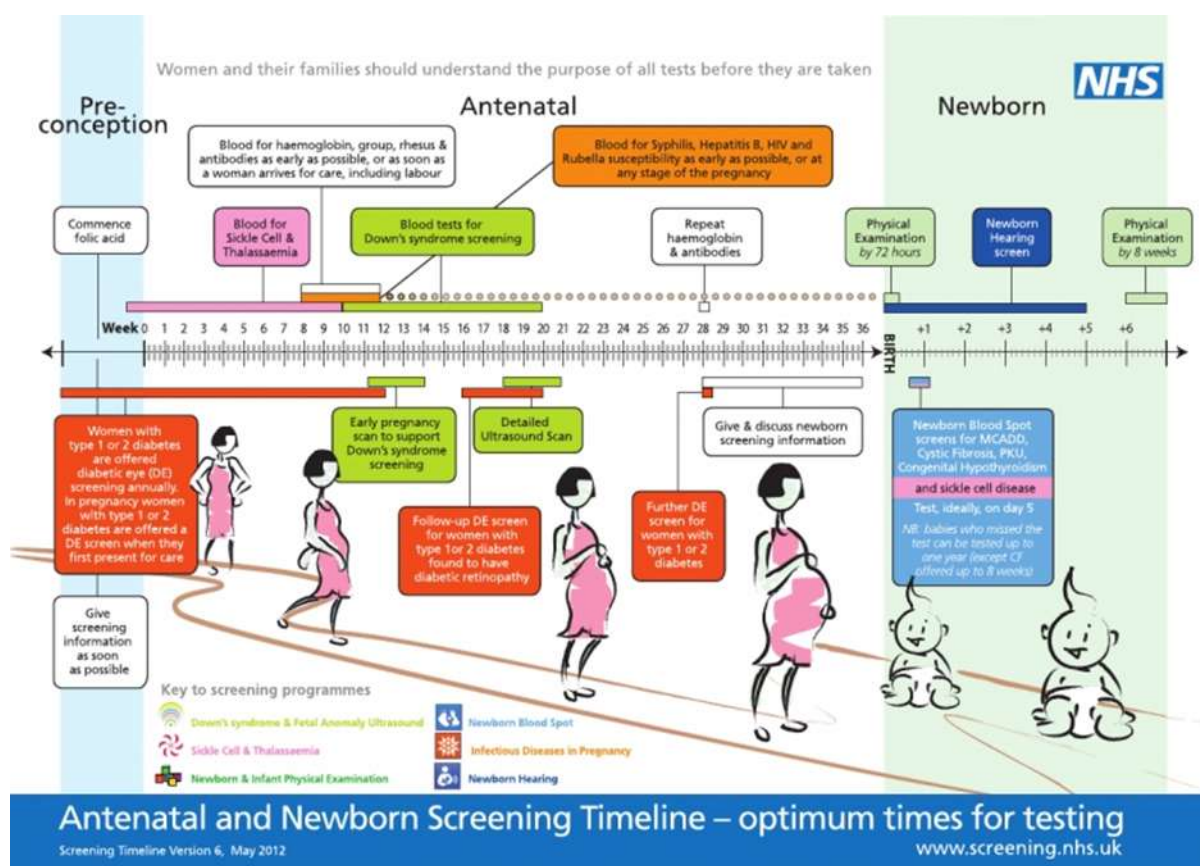 Women and their families should understand the purpose of all tests before they are taken
NHS
Pre-
conception
Antenatal
Newborn
Blood for haemoglobin, group, rhesus &
antibodies as early as possible, or as soon as
a woman arrives for care, including labour
Blood for Syphilis, Hepatitis B, HIV and
Rubella susceptibility as early as possible, or at
any stage of the pregnancy
Commence
folic acid
Blood for
Sickle Cell &
Thalassaemia
Blood tests for
Down's syndrome screening
Repeat
haemoglobin
& antibodies
Physical
Examination
by 72 hours
Newborn
Hearing
screen
Physical
Examination
by 8 weeks
Week 0 1 2 3 4 5 6 7 8 9 10 11 12 13 14 15 16 17 18 19 20 21 22 23 24 25 26 27 28 29 30 31 32 33 34 35 36
BIRTH
+1 +2 +3 +4 +5 +6
Women with
type 1 or 2 diabetes
are offered
diabetic eye (DE)
screening annually.
In pregnancy women
with type 1 or 2
diabetes are offered a
DE screen when they
first present for care
Early pregnancy
scan to support
Down's syndrome
screening
Detailed
Ultrasound Scan
Give & discuss newborn
screening information
Newborn Blood Spot
screens for MCADD,
Cystic Fibrosis, PKU,
Congenital Hypothyroidism
and sickle cell disease
Test, ideally, on day 5
NB: babies who missed the
test can be tested up to
one year (except CF
offered up to 8 weeks)
Follow-up DE screen
for women with
type 1or 2 diabetes
found to have
diabetic retinopathy
Further DE
screen for
women with
type 1 or 2
diabetes
Give
screening
information
as soon
as possible
Key to screening programmes
Down's syndrome & Fetal Anomaly Ultrasound
Newborn Blood Spot
Sickle Cell & Thalassaemia
Infectious Diseases in Pregnancy
Newborn & Infant Physical Examination
Newborn Hearing
Antenatal and Newborn Screening Timeline – optimum times for testing
Screening Timeline Version 6, May 2012
www.screening.nhs.uk